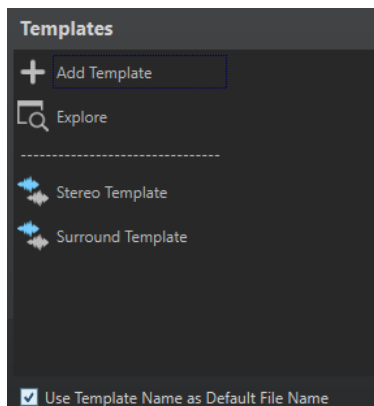 Templates
Add Template
Explore
--------------------------------
Stereo Template
Surround Template
Use Template Name as Default File Name